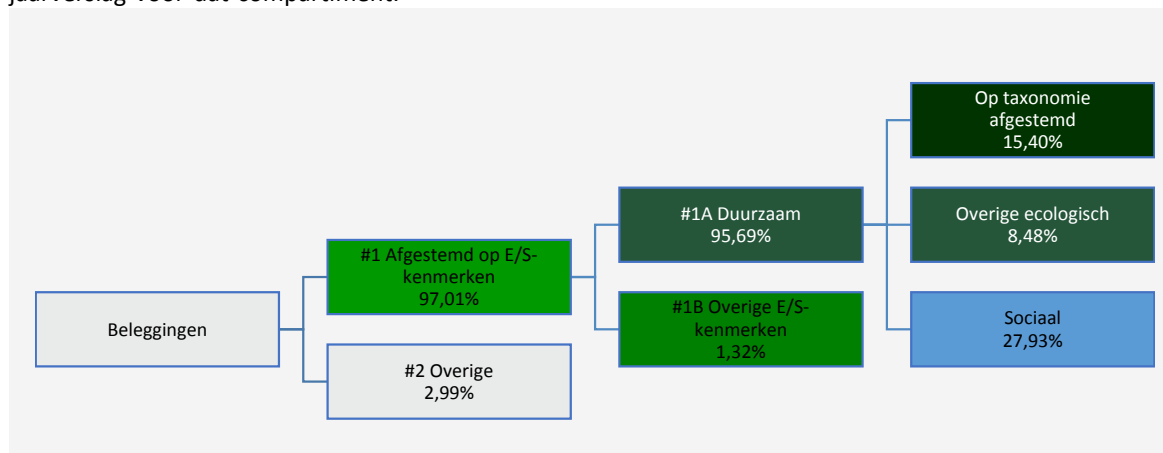 jaarverslag voor dat compartiment.
Op taxonomie
afgestemd
15,40%
#1A Duurzaam
95,69%
Overige ecologisch
8,48%
#1 Afgestemd op E/S-
kenmerken
97,01%
Beleggingen
#1B Overige E/S-
kenmerken
1,32%
Sociaal
27,93%
#2 Overige
2,99%